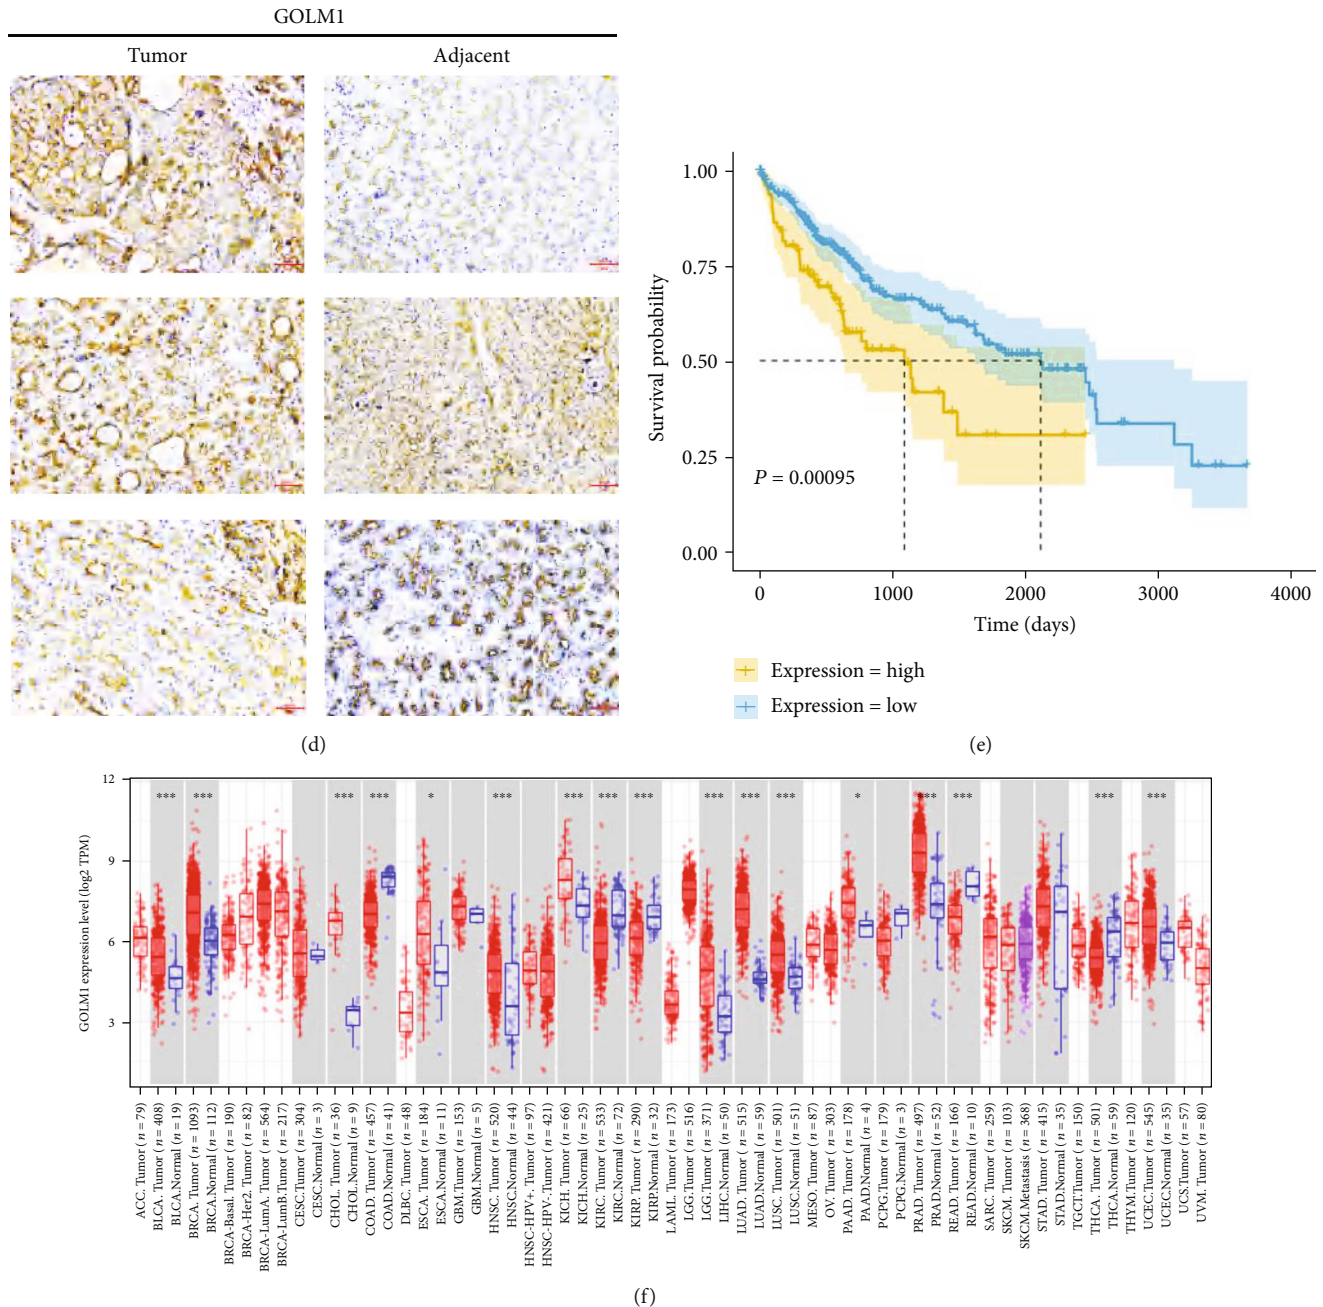 GOLM1
Tumor
Adjacent
(d)
1.00
0.75
0.50
0.25
0.00
Survival probability
P = 0.00095
0
1000
2000
3000
4000
Time (days)
Expression = high
Expression = low
(e)
12
9
6
3
GOLM1 expression level (log2 TPM)
***
***
***
***
*
***
***
***
***
***
***
***
*
***
***
***
***
ACC. Tumor (n = 79)
BLCA. Tumor (n = 408)
BLCA.Normal (n = 19)
BRCA. Tumor (n = 1093)
BRCA.Normal (n = 112)
BRCA-Basal. Tumor (n = 190)
BRCA-Her2. Tumor (n = 82)
BRCA-LumA. Tumor (n = 564)
BRCA-LumB.Tumor (n = 217)
CESC.Tumor (n = 304)
CESC.Normal (n = 3)
CHOL. Tumor (n = 36)
CHOL.Normal (n = 9)
COAD. Tumor (n = 457)
COAD.Normal (n = 41)
DLBC. Tumor (n = 48)
ESCA. Tumor (n = 184)
ESCA.Normal (n = 11)
GBM.Tumor (n = 153)
GBM.Normal (n = 5)
HNSC. Tumor (n = 520)
HNSC.Normal (n = 44)
HNSC-HPV+. Tumor (n = 97)
HNSC-HPV-. Tumor (n = 421)
KICH. Tumor (n = 66)
KICH.Normal (n = 25)
KIRC. Tumor (n = 533)
KIRC.Normal (n = 72)
KIRP. Tumor (n = 290)
KIRP.Normal (n = 32)
LAML. Tumor (n = 173)
LGG.Tumor (n = 516)
LGG.Tumor (n = 371)
LIHC.Normal (n = 50)
LUAD. Tumor (n = 515)
LUAD.Normal (n = 59)
LUSC. Tumor (n = 501)
LUSC.Normal (n = 51)
MESO. Tumor (n = 87)
OV. Tumor (n = 303)
PAAD. Tumor (n = 178)
PAAD.Normal (n = 4)
PCPG.Tumor (n = 179)
PCPG.Normal (n = 3)
PRAD. Tumor (n = 497)
PRAD.Normal (n = 52)
READ. Tumor (n = 166)
READ.Normal (n = 10)
SARC. Tumor (n = 259)
SKCM. Tumor (n = 103)
SKCM.Metastasis (n = 368)
STAD. Tumor (n = 415)
STAD.Normal (n = 35)
TGCT.Tumor (n = 150)
THCA. Tumor (n = 501)
THCA.Normal (n = 59)
THYM.Tumor (n = 120)
UCEC.Tumor (n = 545)
UCEC.Normal (n = 35)
UCS.Tumor (n = 57)
UVM. Tumor (n = 80)
(f)